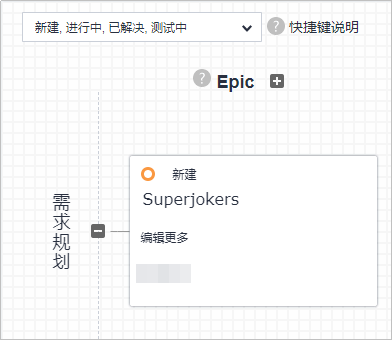 新建, 进行中, 已解决, 测试中
? 快捷键说明
? Epic
新建
Superjokers
编辑更多
需求规划